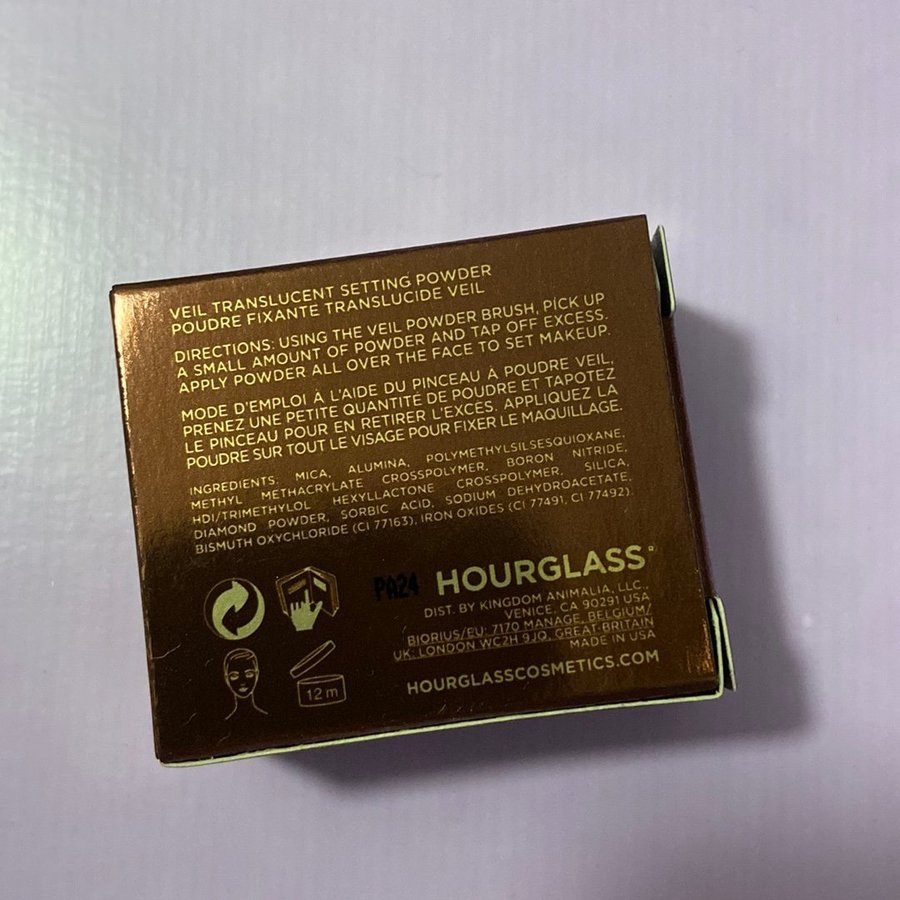 VEIL TRANSLUCENT SETTING POWDER
POUDRE FIXANTE TRANSLUCIDE VEIL
DIRECTIONS: USING THE VEIL POWDER BRUSH, PICK UP
A SMALL AMOUNT OF POWDER AND TAP OFF EXCESS.
APPLY POWDER ALL OVER THE FACE TO SET MAKEUP.
MODE D'EMPLOI À L'AIDE DU PINCEAU À POUDRE VEIL,
PRENEZ UNE PETITE QUANTITÉ DE POUDRE ET TAPOTEZ
LE PINCEAU POUR EN RETIRER L'EXCES. APPLIQUEZ LA
POUDRE SUR TOUT LE VISAGE POUR FIXER LE MAQUILLAGE.
INGREDIENTS: MICA, ALUMINA, POLYMETHYLSILSESQUIOXANE,
METHYL METHACRYLATE CROSSPOLYMER, BORON NITRIDE,
HDI/TRIMETHYLOL HEXYLLACTONE CROSSPOLYMER, SILICA,
DIAMOND POWDER, SORBIC ACID, SODIUM DEHYDROACETATE,
BISMUTH OXYCHLORIDE (CI 77163), IRON OXIDES (CI 77491, CI 77492).
PA24 HOURGLASS®
DIST. BY KINGDOM ANIMALIA, LLC.,
VENICE, CA 90291 USA
BIORIUS/EU: 7170 MANAGE, BELGIUM/
UK: LONDON WC2H 9JQ, GREAT BRITAIN
MADE IN USA
12 m
HOURGLASSCOSMETICS.COM